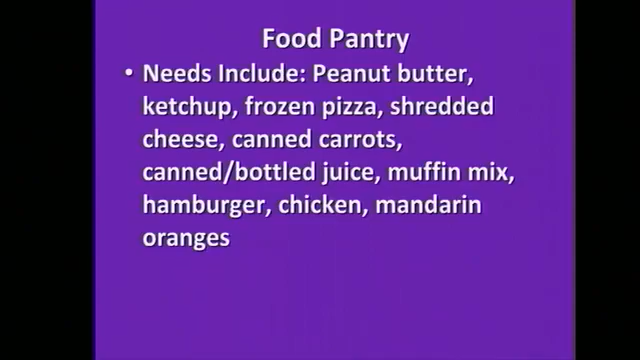 Food Pantry
• Needs Include: Peanut butter,
ketchup, frozen pizza, shredded
cheese, canned carrots,
canned/bottled juice, muffin mix,
hamburger, chicken, mandarin
oranges